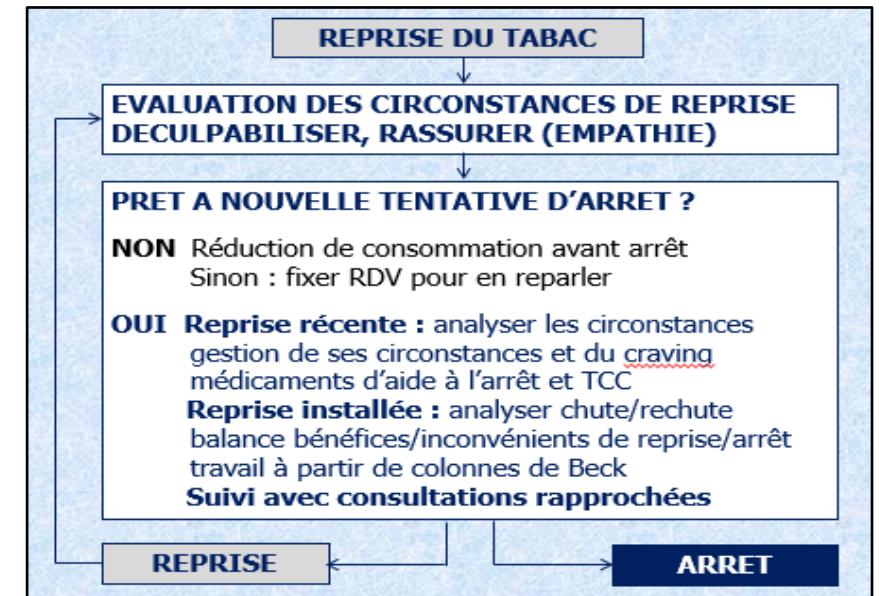 REPRISE DU TABAC
EVALUATION DES CIRCONSTANCES DE REPRISE
DECULPABILISER, RASSURER (EMPATHIE)
PRET A NOUVELLE TENTATIVE D’ARRET ?
NON Réduction de consommation avant arrêt
Sinon : fixer RDV pour en reparler
OUI Reprise récente : analyser les circonstances
gestion de ses circonstances et du craving
médicaments d’aide à l’arrêt et TCC
Reprise installée : analyser chute/rechute
balance bénéfices/inconvénients de reprise/arrêt
travail à partir de colonnes de Beck
Suivi avec consultations rapprochées
REPRISE
ARRET